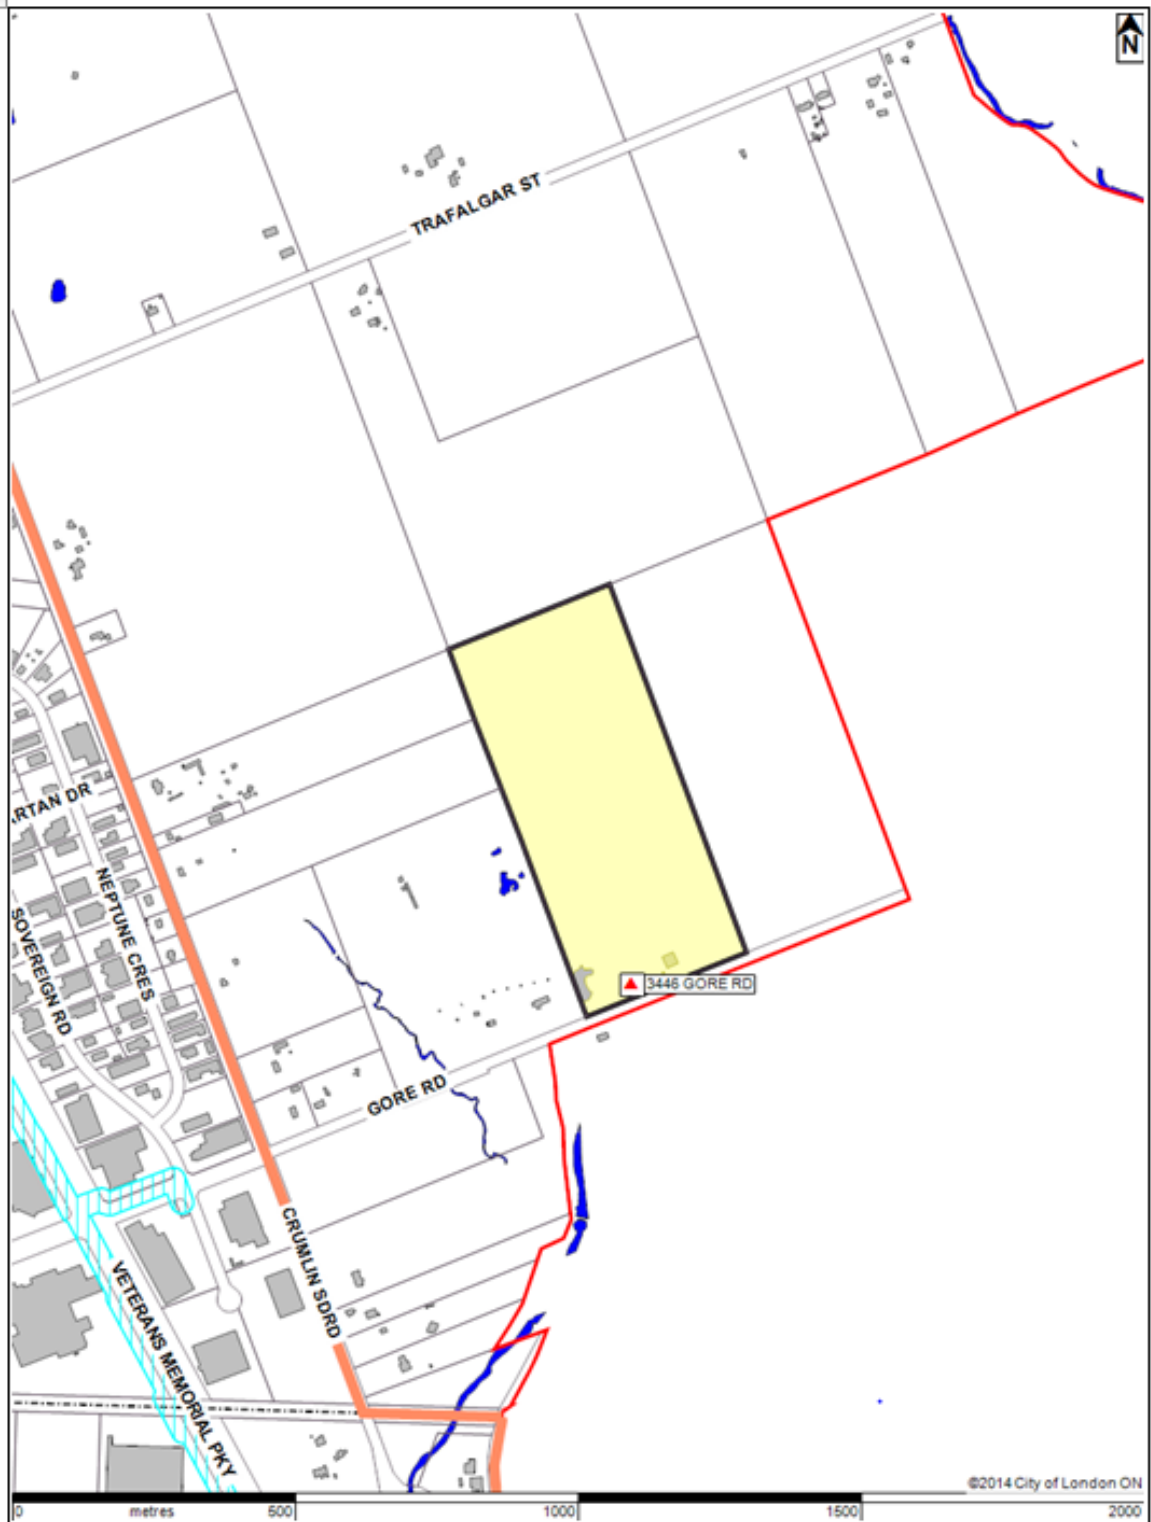 N
TRAFALGAR ST
RTAN DR
NEPTUNE CRES
SOVEREIGN RD
3446 GORE RD
GORE RD
CRUMLIN SDRD
VETERANS MEMORIAL PKY
©2014 City of London ON
0 metres 500 1000 1500 2000